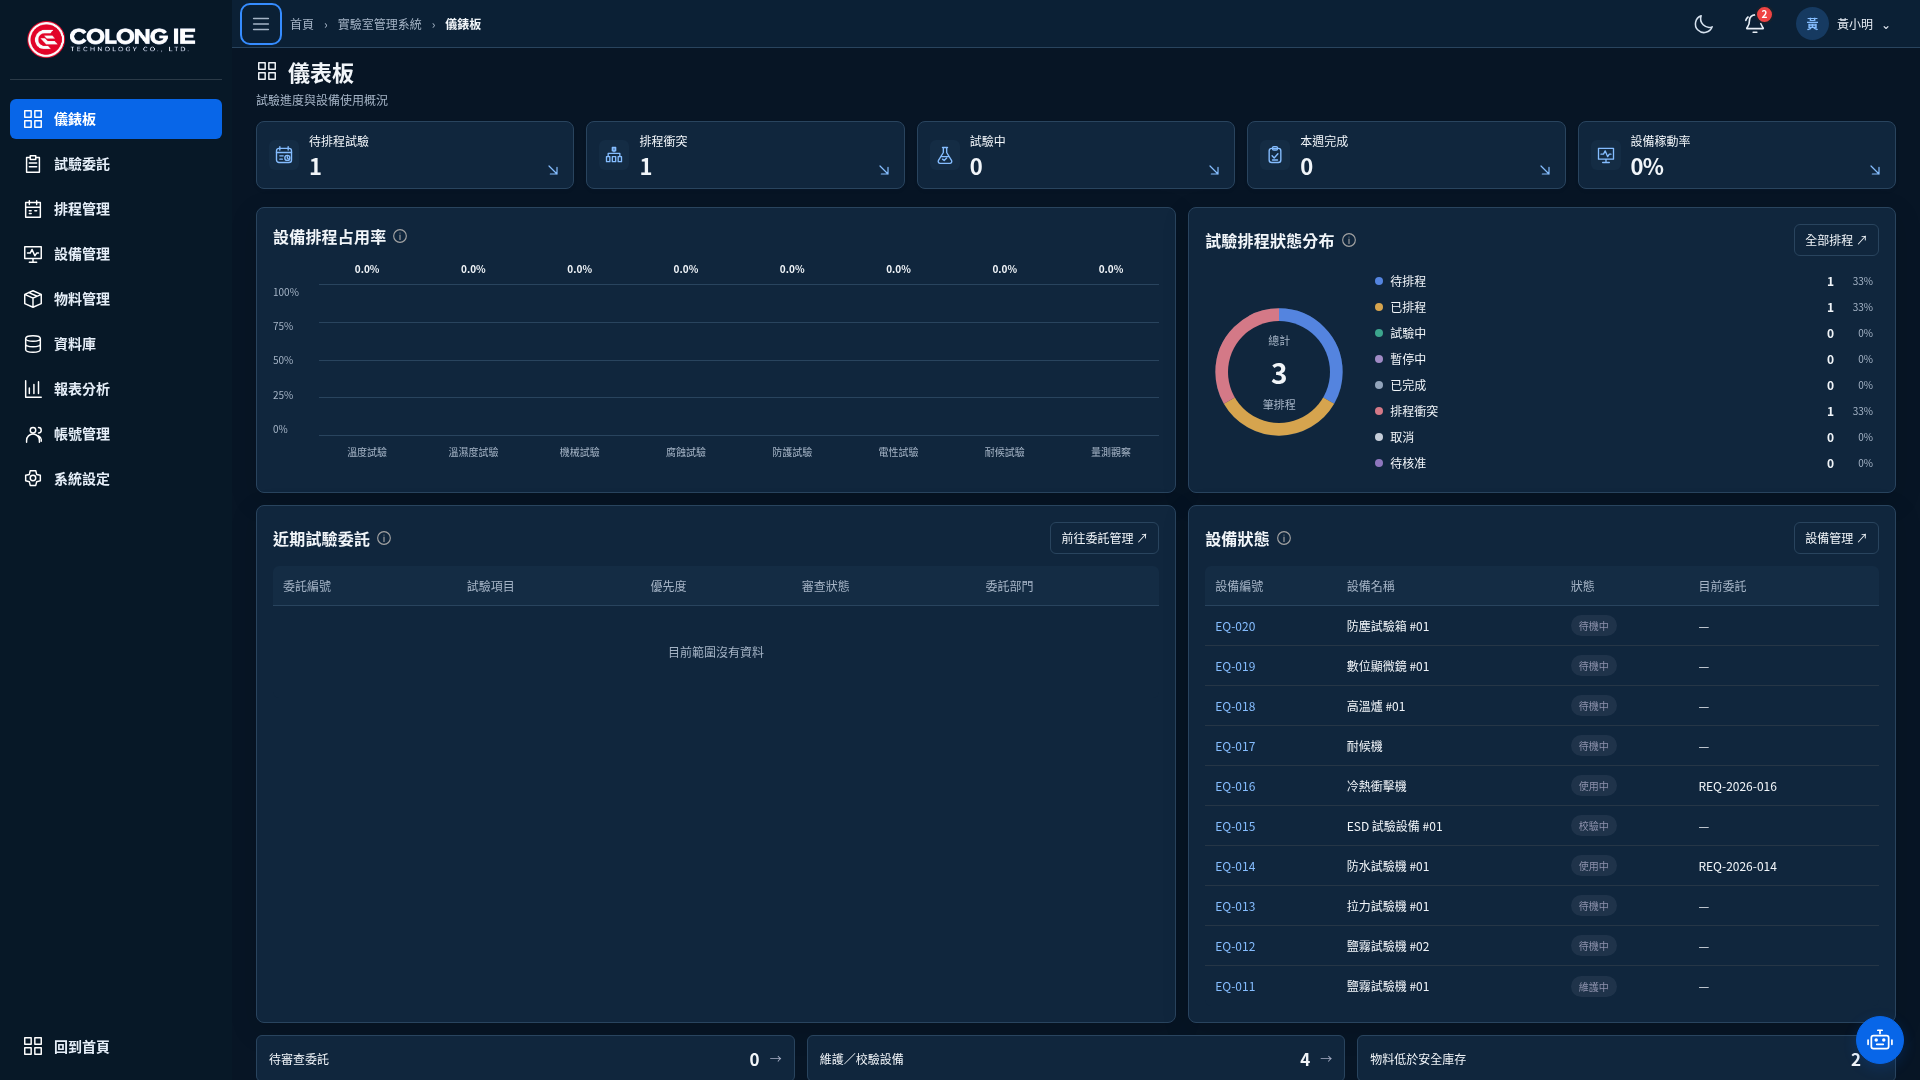 COLONG IE
TECHNOLOGY CO., LTD.
儀錶板
試驗委託
排程管理
設備管理
物料管理
資料庫
報表分析
帳號管理
系統設定
回到首頁
首頁 › 實驗室管理系統 › 儀錶板
2
黃 黃小明
儀表板
試驗進度與設備使用概況
待排程試驗
1
排程衝突
1
試驗中
0
本週完成
0
設備稼動率
0%
設備排程占用率
0.0% 0.0% 0.0% 0.0% 0.0% 0.0% 0.0% 0.0%
100%
75%
50%
25%
0%
溫度試驗 溫濕度試驗 機械試驗 腐蝕試驗 防護試驗 電性試驗 耐候試驗 量測觀察
試驗排程狀態分布
全部排程 ↗
總計
3
筆排程
待排程 1 33%
已排程 1 33%
試驗中 0 0%
暫停中 0 0%
已完成 0 0%
排程衝突 1 33%
取消 0 0%
待核准 0 0%
近期試驗委託
前往委託管理 ↗
委託編號 試驗項目 優先度 審查狀態 委託部門
目前範圍沒有資料
設備狀態
設備管理 ↗
設備編號 設備名稱 狀態 目前委託
EQ-020 防塵試驗箱 #01 待機中 —
EQ-019 數位顯微鏡 #01 待機中 —
EQ-018 高溫爐 #01 待機中 —
EQ-017 耐候機 待機中 —
EQ-016 冷熱衝擊機 使用中 REQ-2026-016
EQ-015 ESD 試驗設備 #01 校驗中 —
EQ-014 防水試驗機 #01 使用中 REQ-2026-014
EQ-013 拉力試驗機 #01 待機中 —
EQ-012 鹽霧試驗機 #02 待機中 —
EQ-011 鹽霧試驗機 #01 維護中 —
待審查委託 0 →
維護／校驗設備 4 →
物料低於安全庫存 2